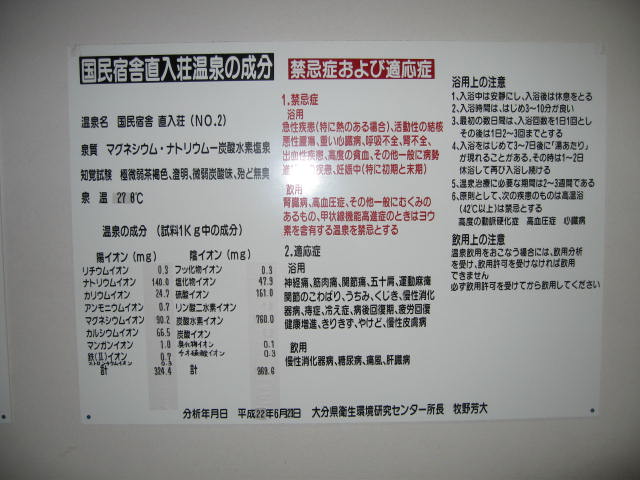 国民宿舎直入荘温泉の成分
温泉名 国民宿舎 直入荘(NO.2)
泉質 マグネシウム・ナトリウムー炭酸水素塩泉
知覚試験 極微弱茶褐色、澄明、微弱炭酸味、殆ど無臭
泉 温 27.8℃
温泉の成分 (試料1Kg中の成分)
陽イオン(mg) 陰イオン(mg)
リチウムイオン 0.3 フッ化物イオン 0.3
ナトリウムイオン 140.0 塩化物イオン 47.3
カリウムイオン 24.7 硫酸イオン 161.0
アンモニウムイオン 0.7 リン酸二水素イオン
マグネシウムイオン 90.2 炭酸水素イオン 760.0
カルシウムイオン 66.5 炭酸イオン
マンガンイオン 1.0 臭化物イオン 0.1
鉄(Ⅱ)イオン 0.7 チオ硫酸イオン 0.3
ストロンチウムイオン 0.3
計 324.4 計 968.6
禁忌症および適応症
1.禁忌症
浴用
急性疾患(特に熱のある場合)、活動性の結核
悪性腫瘍、重い心臓病、呼吸不全、腎不全、
出血性疾患、高度の貧血、その他一般に病勢
の疾患、妊娠中(特に初期と末期)
飲用
腎臓病、高血圧症、その他一般にむくみの
あるもの、甲状線機能高進症のときはヨウ
素を含有する温泉を禁忌とする
2.適応症
浴用
神経痛、筋肉痛、関節痛、五十肩、運動麻痺
関節のこわばり、うちみ、くじき、慢性消化
器病、痔症、冷え症、病後回復期、疲労回復
健康増進、きりきず、やけど、慢性皮膚病
飲用
慢性消化器病、糖尿病、痛風、肝臓病
浴用上の注意
1、入浴中は安静にし、入浴後は休息をとる
2、入浴時間は、はじめ3~10分が良い
3、最初の数日間は、入浴回数を1日1回とし
その後は1日2~3回までとする
4、入浴をはじめて3~7日後に「湯あたり」
が現れることがある。その時は1~2日
休浴して再び入浴し続ける
5、温泉治療に必要な期間は2~3週間である
6、原則として、次の疾患のものは高温浴
(42℃以上)は禁忌とする
高度の動脈硬化症 高血圧症 心臓病
飲用上の注意
温泉飲用をおこなう場合には、飲用分析
を受け、飲用許可を受けなければ飲用
できません
必ず飲用許可を受けてから飲用してください
分析年月日 平成22年6月21日 大分県衛生環境研究センター所長 牧野芳大